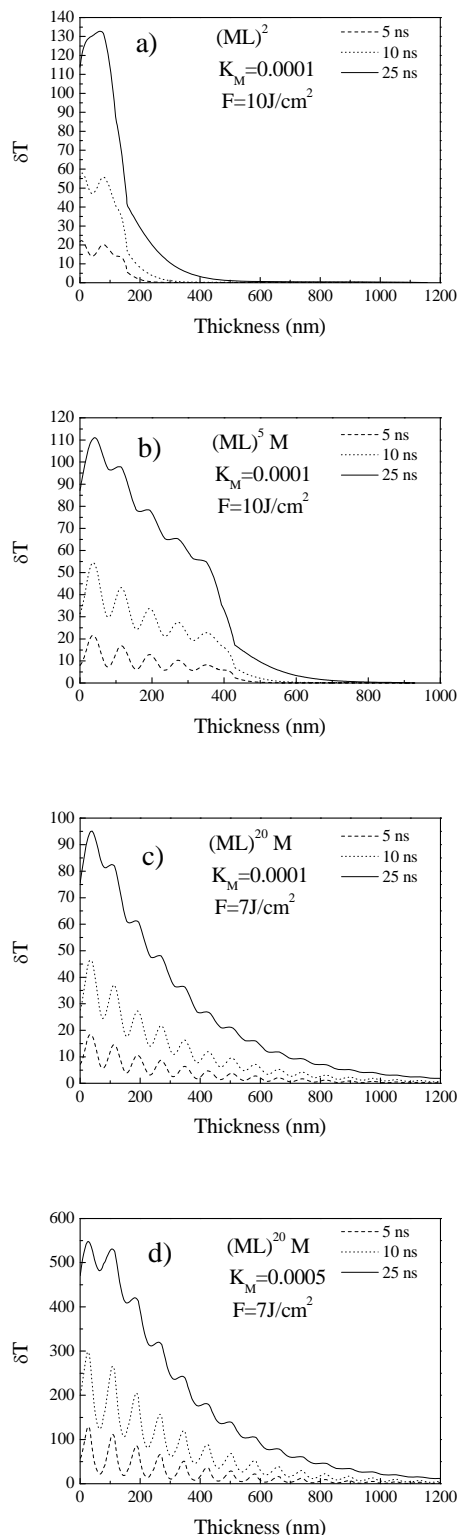 a)
(ML)²
K_M=0.0001
F=10J/cm²
5 ns
10 ns
25 ns
140
130
120
110
100
90
80
70
60
50
40
30
20
10
0
δT
0 200 400 600 800 1000 1200
Thickness (nm)
b)
(ML)⁵ M
K_M=0.0001
F=10J/cm²
5 ns
10 ns
25 ns
120
110
100
90
80
70
60
50
40
30
20
10
0
δT
0 200 400 600 800 1000
Thickness (nm)
c)
(ML)²⁰ M
K_M=0.0001
F=7J/cm²
5 ns
10 ns
25 ns
100
90
80
70
60
50
40
30
20
10
0
δT
0 200 400 600 800 1000 1200
Thickness (nm)
d)
(ML)²⁰ M
K_M=0.0005
F=7J/cm²
5 ns
10 ns
25 ns
600
500
400
300
200
100
0
δT
0 200 400 600 800 1000 1200
Thickness (nm)